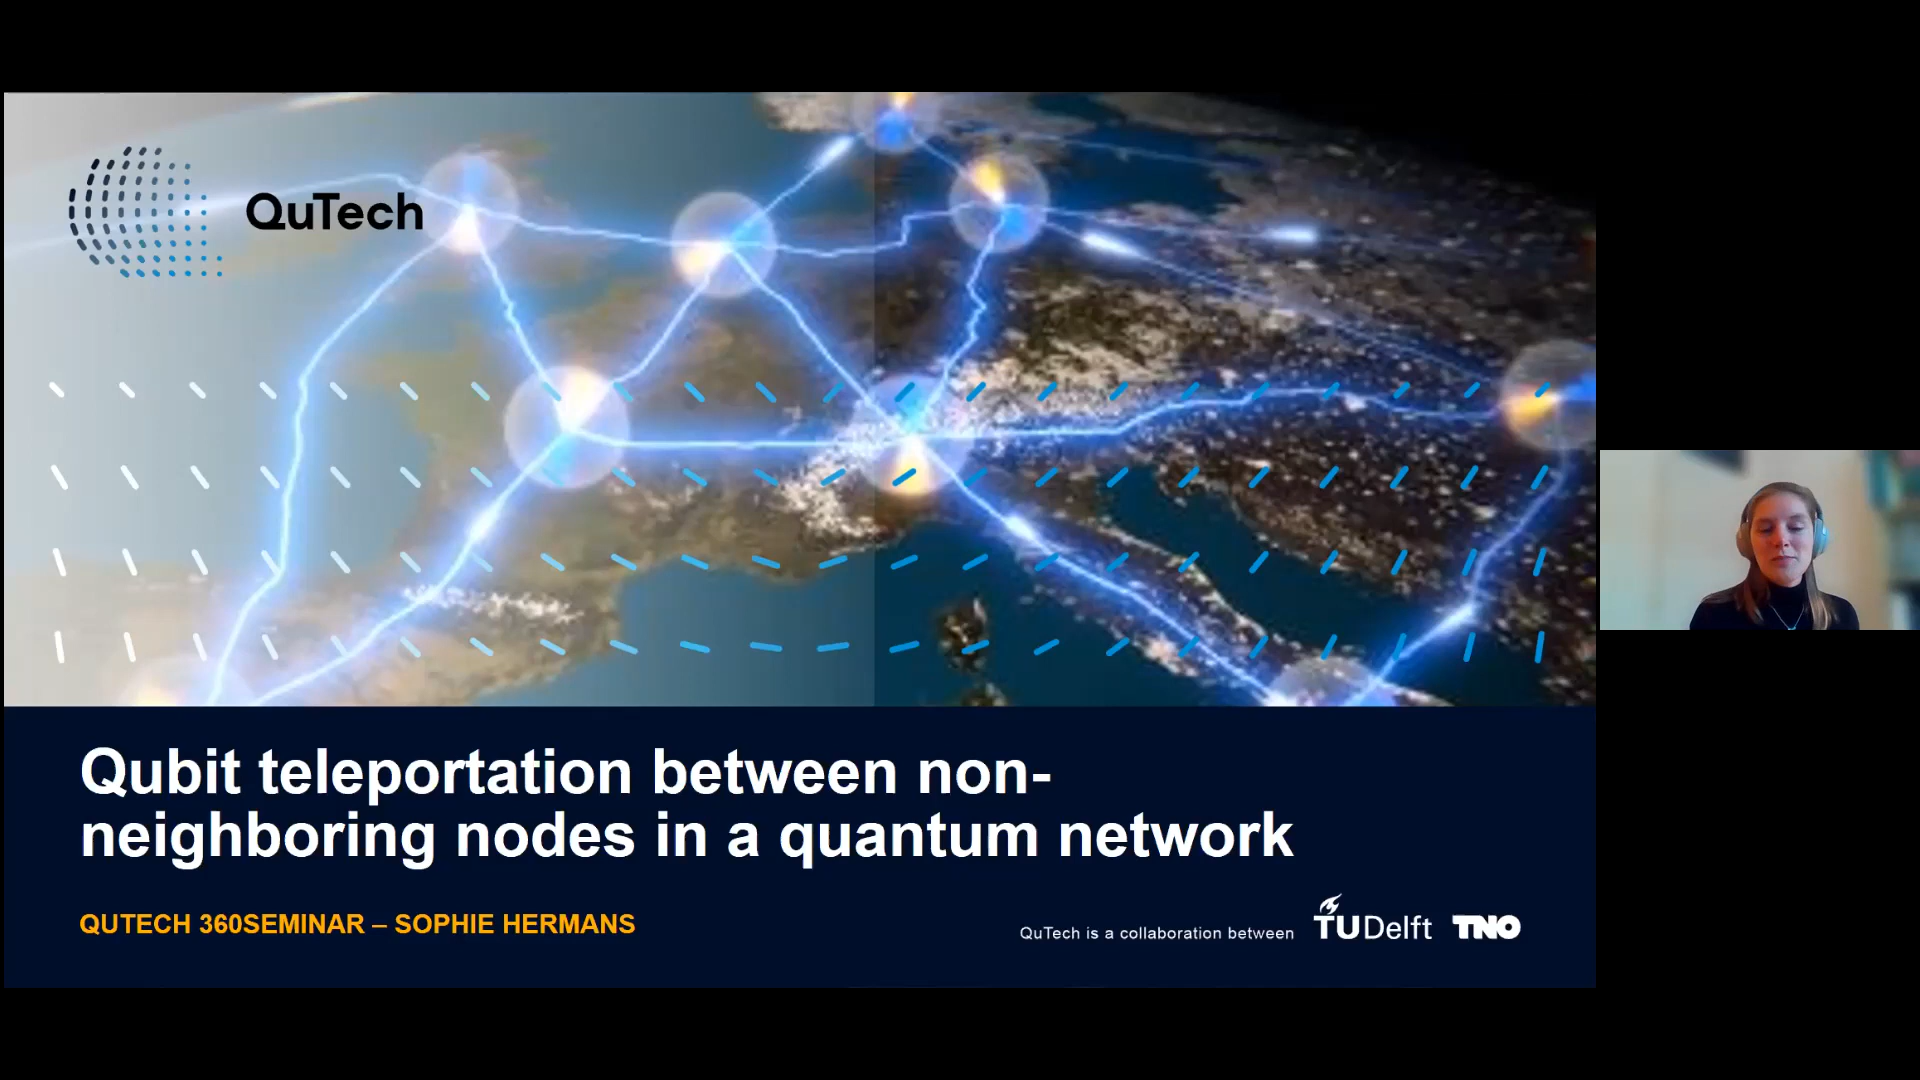 QuTech
Qubit teleportation between non-
neighboring nodes in a quantum network
QUTECH 360SEMINAR – SOPHIE HERMANS
QuTech is a collaboration between TUDelft TNO